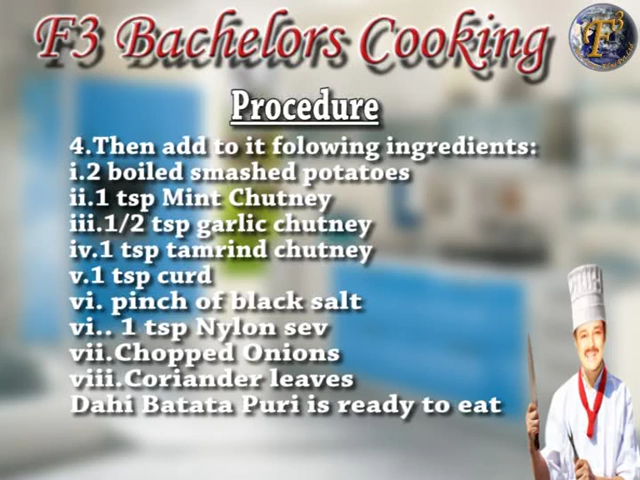 F3 Bachelors Cooking
F3
Procedure
4.Then add to it folowing ingredients:
i.2 boiled smashed potatoes
ii.1 tsp Mint Chutney
iii.1/2 tsp garlic chutney
iv.1 tsp tamrind chutney
v.1 tsp curd
vi. pinch of black salt
vi.. 1 tsp Nylon sev
vii.Chopped Onions
viii.Coriander leaves
Dahi Batata Puri is ready to eat